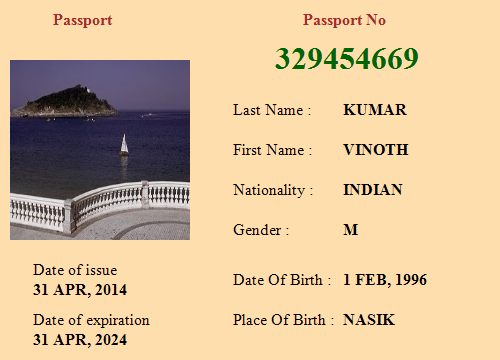 Passport
Passport No
329454669
Last Name : KUMAR
First Name : VINOTH
Nationality : INDIAN
Gender : M
Date of issue
31 APR, 2014
Date of expiration
31 APR, 2024
Date Of Birth : 1 FEB, 1996
Place Of Birth : NASIK